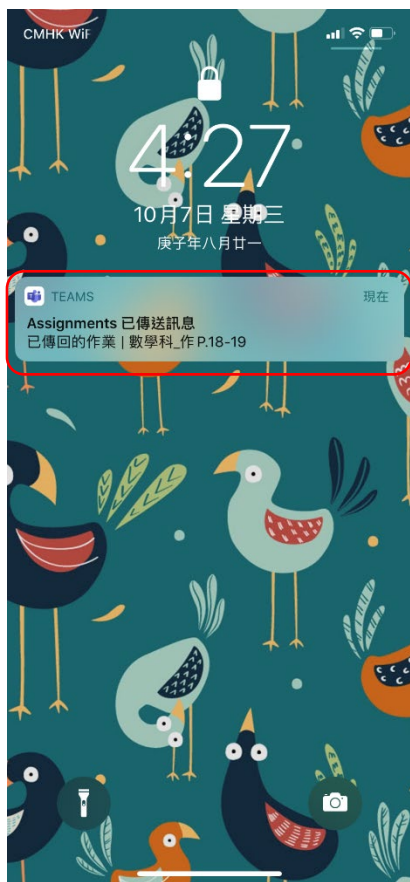 CMHK WiF
4:27
10月7日 星期三
庚子年八月廿一
TEAMS 現在
Assignments 已傳送訊息
已傳回的作業 | 數學科_作 P.18-19